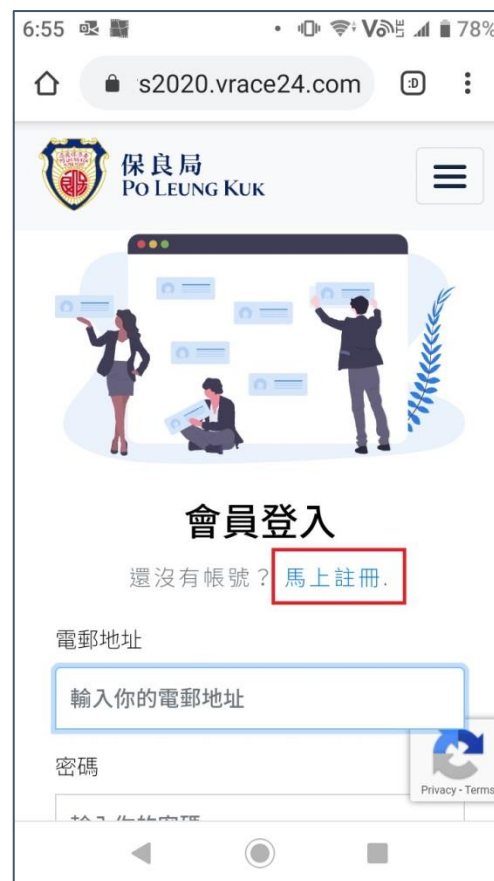 6:55
78%
s2020.vrace24.com
:D
保良局
PO LEUNG KUK
會員登入
還沒有帳號？馬上註冊.
電郵地址
輸入你的電郵地址
密碼
Privacy - Terms